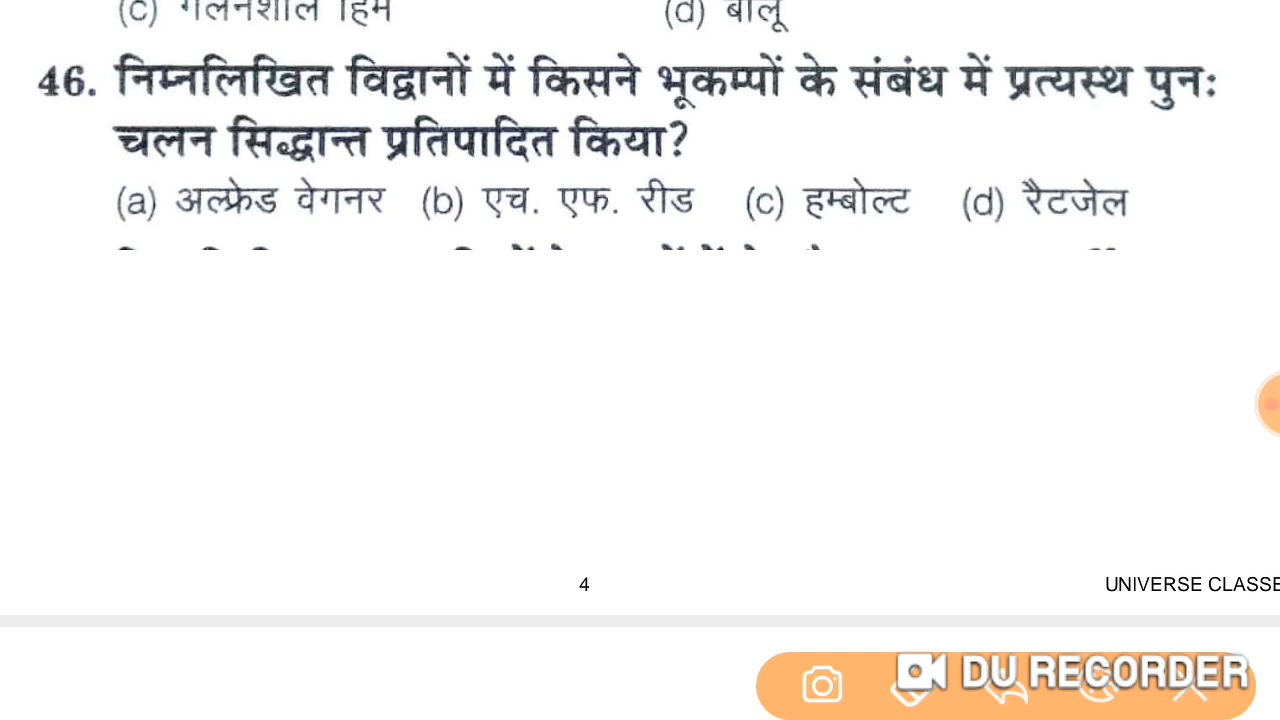 (c) गलनशील हिम (d) बालू
46. निम्नलिखित विद्वानों में किसने भूकम्पों के संबंध में प्रत्यस्थ पुनः
चलन सिद्धान्त प्रतिपादित किया?
(a) अल्फ्रेड वेगनर (b) एच. एफ. रीड (c) हम्बोल्ट (d) रैटजेल
4 UNIVERSE CLASSE
DU RECORDER